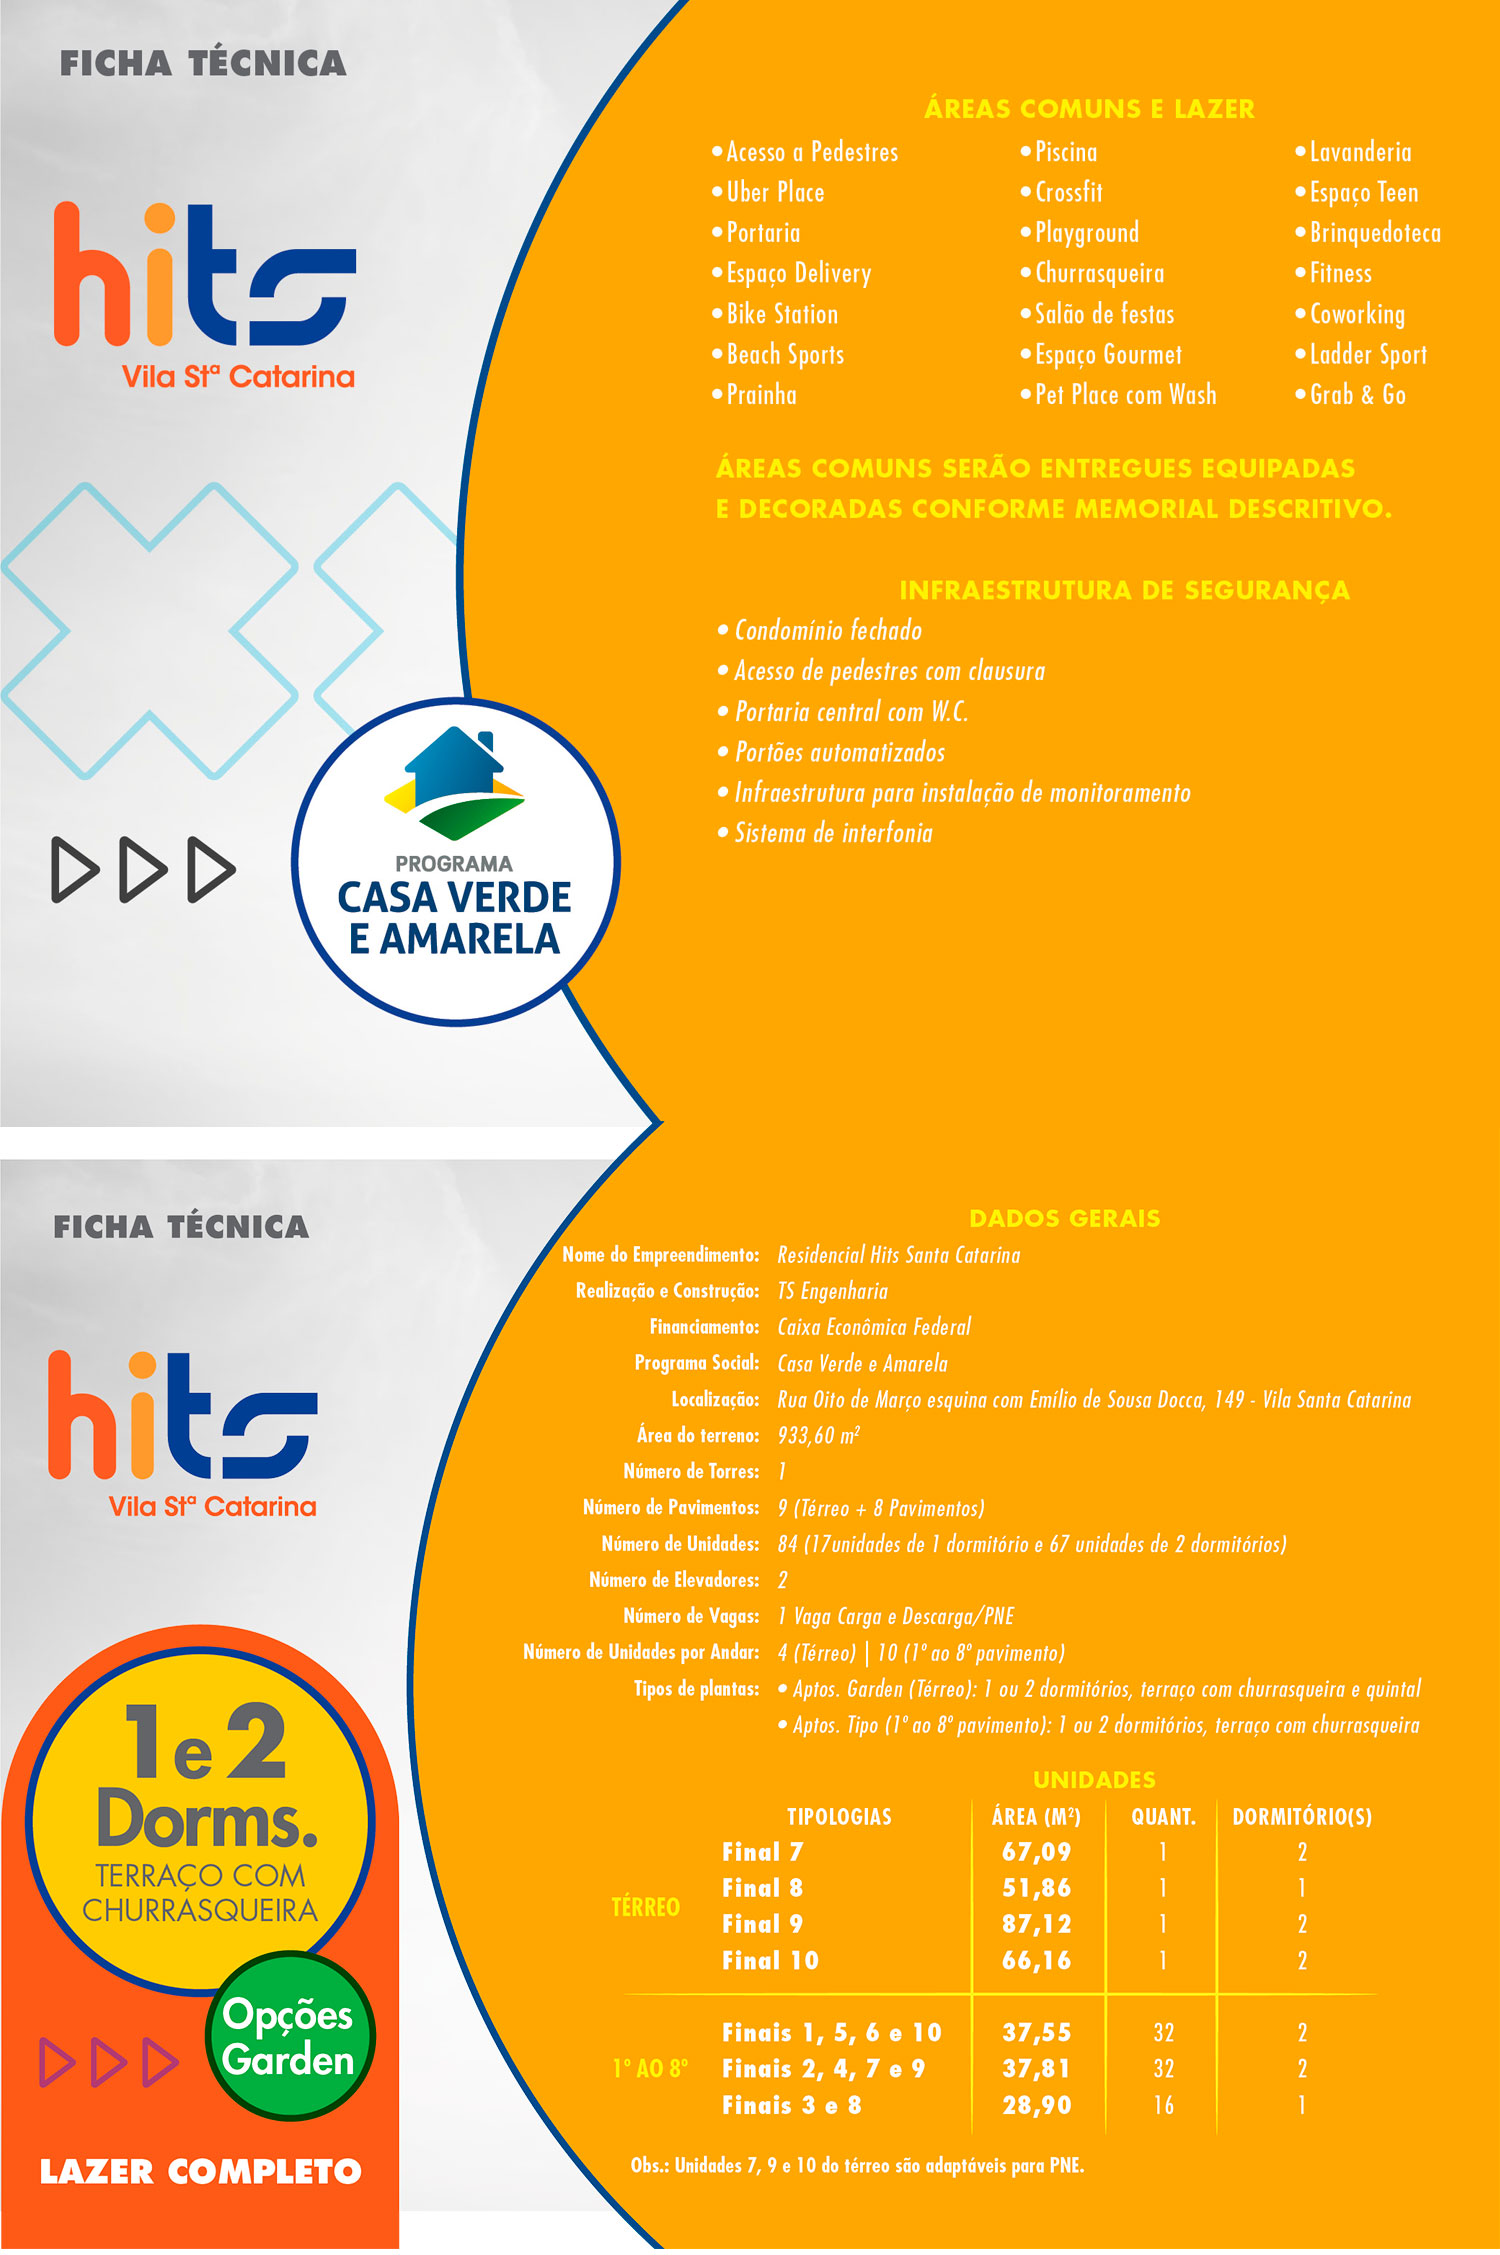 FICHA TÉCNICA
hits
Vila Stª Catarina
ÁREAS COMUNS E LAZER
• Acesso a Pedestres
• Uber Place
• Portaria
• Espaço Delivery
• Bike Station
• Beach Sports
• Prainha
• Piscina
• Crossfit
• Playground
• Churrasqueira
• Salão de festas
• Espaço Gourmet
• Pet Place com Wash
• Lavanderia
• Espaço Teen
• Brinquedoteca
• Fitness
• Coworking
• Ladder Sport
• Grab & Go
ÁREAS COMUNS SERÃO ENTREGUES EQUIPADAS
E DECORADAS CONFORME MEMORIAL DESCRITIVO.
INFRAESTRUTURA DE SEGURANÇA
• Condomínio fechado
• Acesso de pedestres com clausura
• Portaria central com W.C.
• Portões automatizados
• Infraestrutura para instalação de monitoramento
• Sistema de interfonia
PROGRAMA
CASA VERDE
E AMARELA
FICHA TÉCNICA
hits
Vila Stª Catarina
1 e 2
Dorms.
TERRAÇO COM
CHURRASQUEIRA
Opções
Garden
LAZER COMPLETO
DADOS GERAIS
Nome do Empreendimento: Residencial Hits Santa Catarina
Realização e Construção: TS Engenharia
Financiamento: Caixa Econômica Federal
Programa Social: Casa Verde e Amarela
Localização: Rua Oito de Março esquina com Emílio de Sousa Docca, 149 - Vila Santa Catarina
Área do terreno: 933,60 m²
Número de Torres: 1
Número de Pavimentos: 9 (Térreo + 8 Pavimentos)
Número de Unidades: 84 (17unidades de 1 dormitório e 67 unidades de 2 dormitórios)
Número de Elevadores: 2
Número de Vagas: 1 Vaga Carga e Descarga/PNE
Número de Unidades por Andar: 4 (Térreo) | 10 (1º ao 8º pavimento)
Tipos de plantas: • Aptos. Garden (Térreo): 1 ou 2 dormitórios, terraço com churrasqueira e quintal
• Aptos. Tipo (1º ao 8º pavimento): 1 ou 2 dormitórios, terraço com churrasqueira
UNIDADES
TIPOLOGIAS ÁREA (M²) QUANT. DORMITÓRIO(S)
TÉRREO
Final 7 67,09 1 2
Final 8 51,86 1 1
Final 9 87,12 1 2
Final 10 66,16 1 2
1º AO 8º
Finais 1, 5, 6 e 10 37,55 32 2
Finais 2, 4, 7 e 9 37,81 32 2
Finais 3 e 8 28,90 16 1
Obs.: Unidades 7, 9 e 10 do térreo são adaptáveis para PNE.